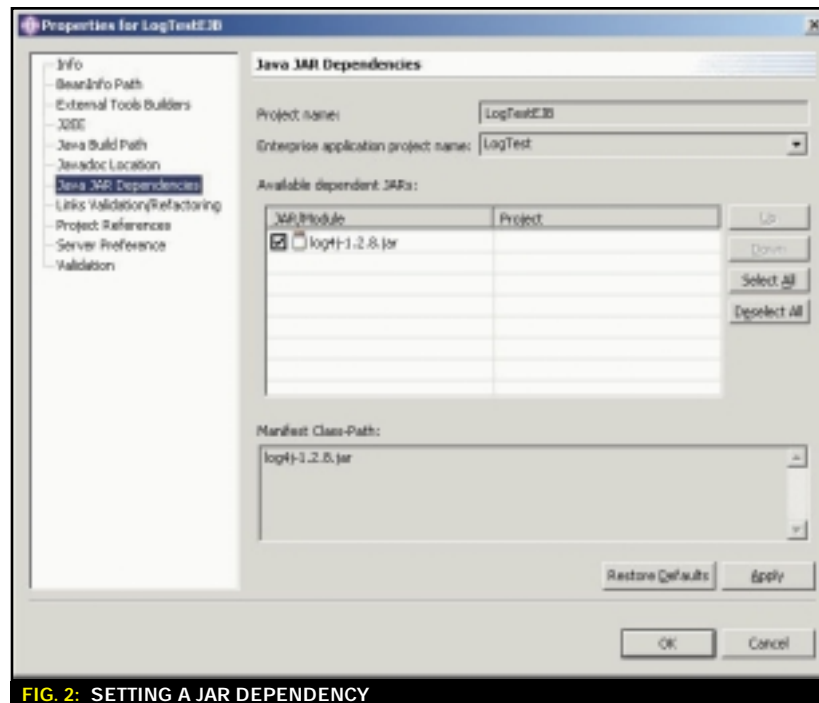 Properties for LogTestEJB
Info
BeanInfo Path
External Tools Builders
J2EE
Java Build Path
Javadoc Location
Java JAR Dependencies
Links Validation/Refactoring
Project References
Server Preference
Validation
Java JAR Dependencies
Project name: LogTestEJB
Enterprise application project name: LogTest
Available dependent JARs:
JAR/Module Project
log4j-1.2.8.jar
Up
Down
Select All
Deselect All
Manifest Class-Path:
log4j-1.2.8.jar
Restore Defaults Apply
OK Cancel
FIG. 2: SETTING A JAR DEPENDENCY